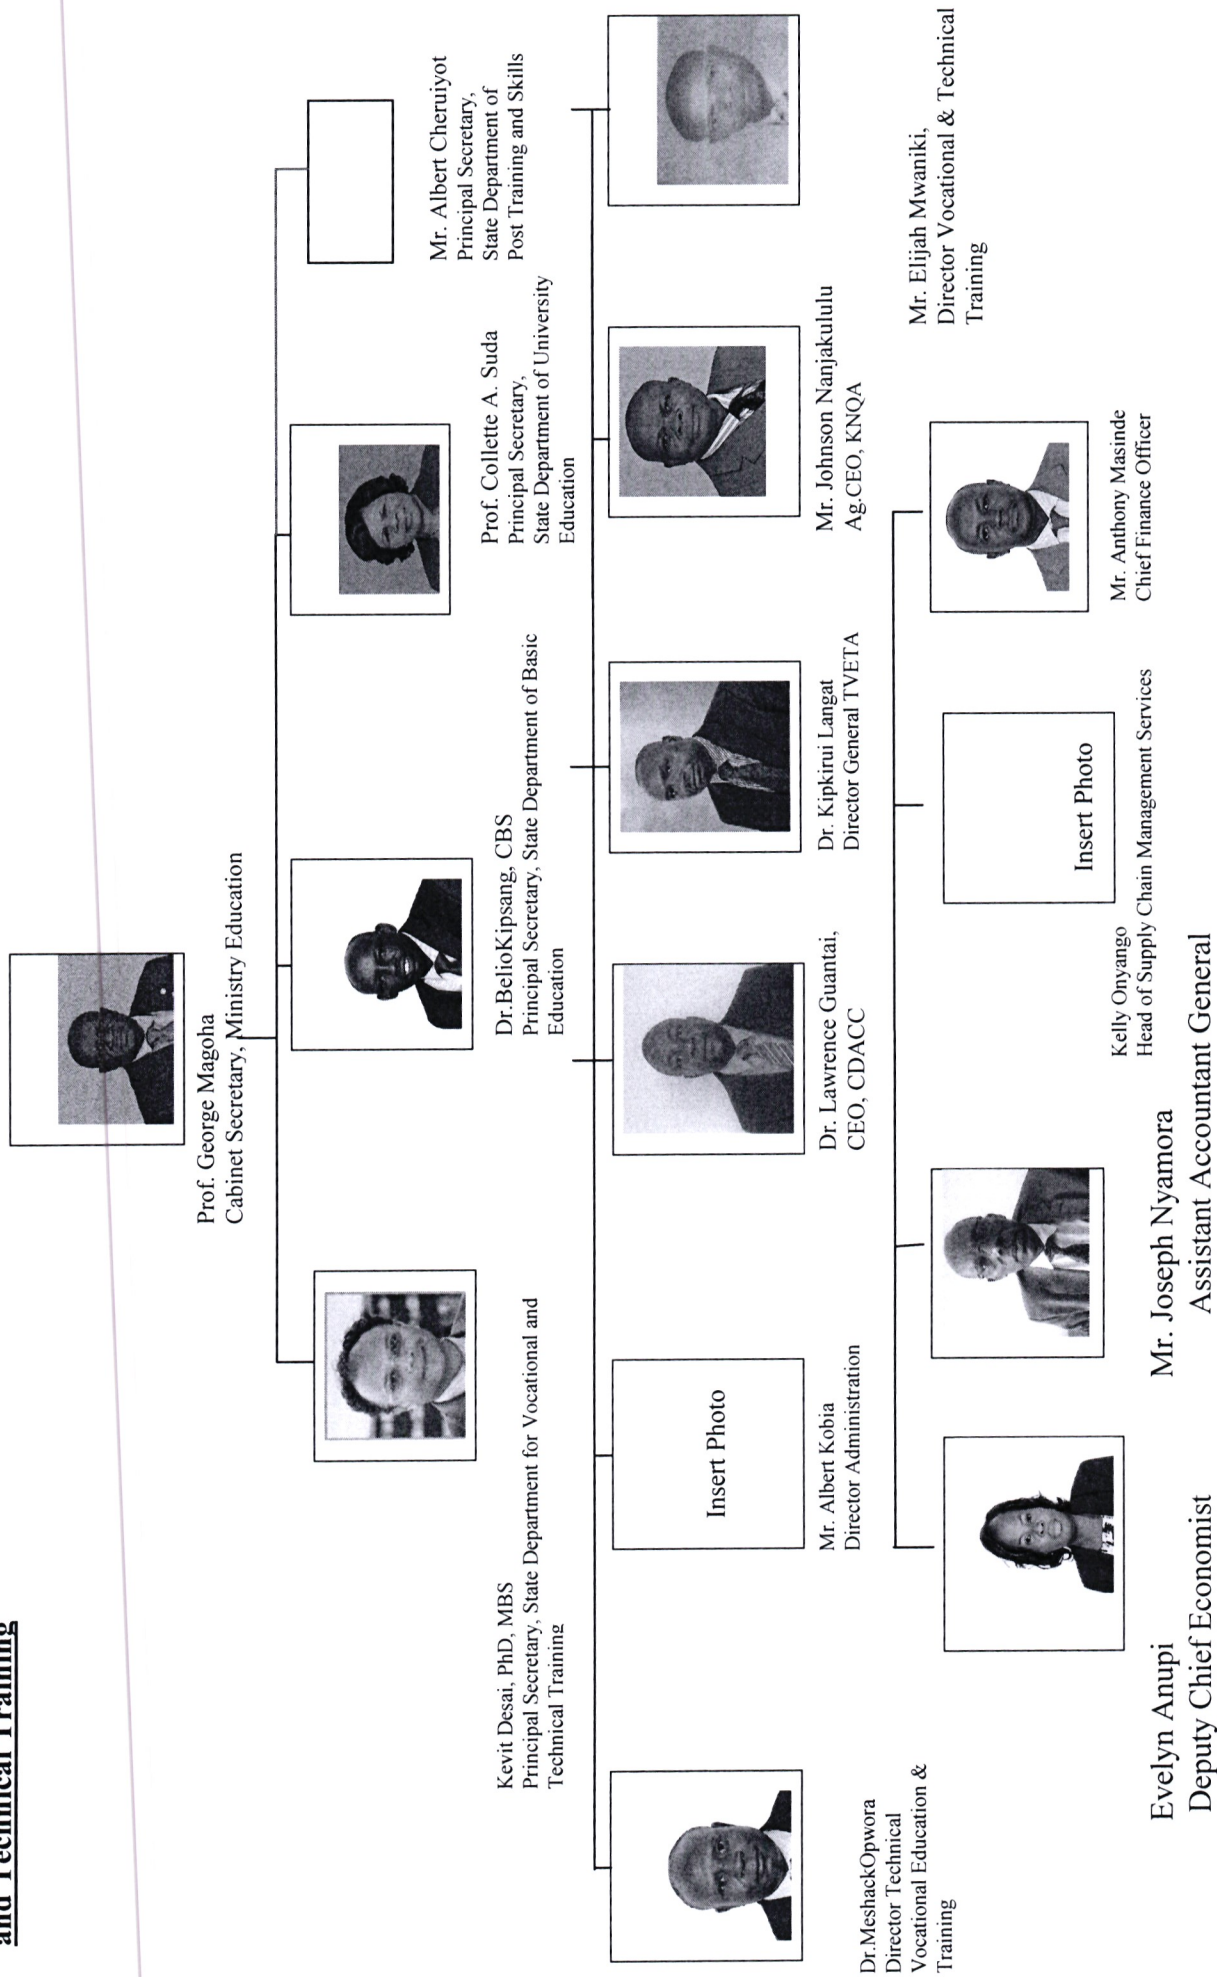 and Technical Training
Prof. George Magoha
Cabinet Secretary, Ministry Education
Kevit Desai, PhD, MBS
Principal Secretary, State Department for Vocational and
Technical Training
Dr.BelioKipsang, CBS
Principal Secretary, State Department of Basic
Education
Prof. Collette A. Suda
Principal Secretary,
State Department of University
Education
Mr. Albert Cheruiyot
Principal Secretary,
State Department of
Post Training and Skills
Dr.MeshackOpwora
Director Technical
Vocational Education &
Training
Insert Photo
Mr. Albert Kobia
Director Administration
Dr. Lawrence Guantai,
CEO, CDACC
Dr. Kipkirui Langat
Director General TVETA
Mr. Johnson Nanjakululu
Ag.CEO, KNQA
Mr. Elijah Mwaniki,
Director Vocational & Technical
Training
Evelyn Anupi
Deputy Chief Economist
Mr. Joseph Nyamora
Assistant Accountant General
Insert Photo
Kelly Onyango
Head of Supply Chain Management Services
Mr. Anthony Masinde
Chief Finance Officer